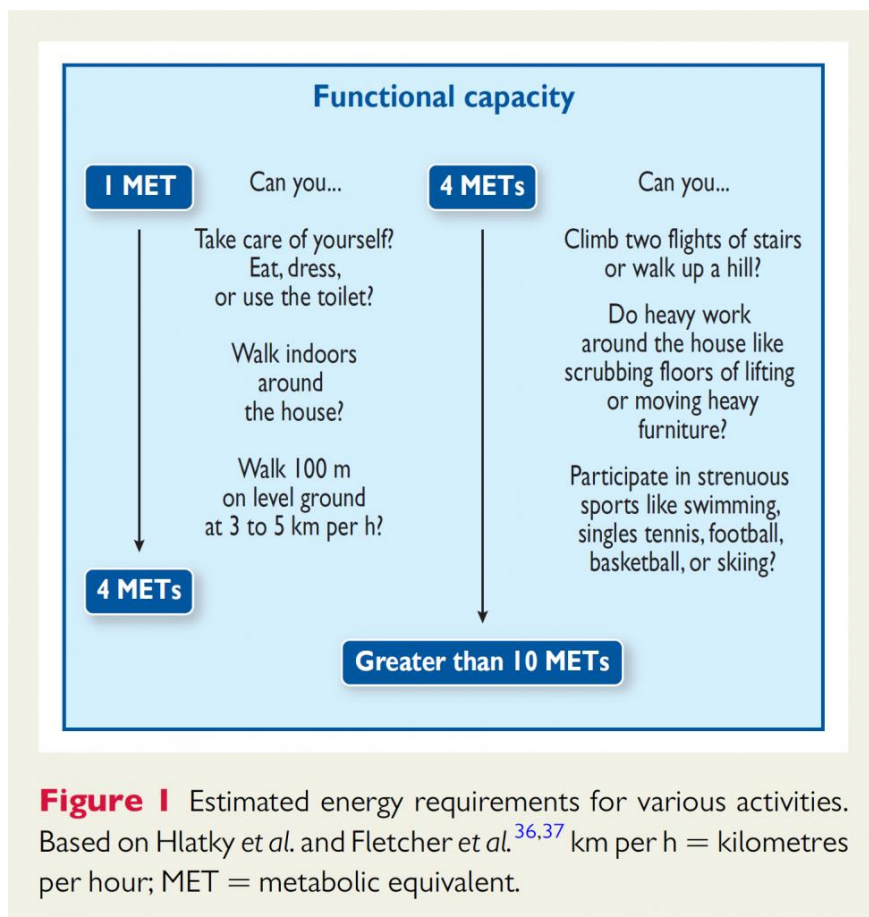 Functional capacity
1 MET
Can you...
Take care of yourself?
Eat, dress,
or use the toilet?
Walk indoors
around
the house?
Walk 100 m
on level ground
at 3 to 5 km per h?
4 METs
4 METs
Can you...
Climb two flights of stairs
or walk up a hill?
Do heavy work
around the house like
scrubbing floors of lifting
or moving heavy
furniture?
Participate in strenuous
sports like swimming,
singles tennis, football,
basketball, or skiing?
Greater than 10 METs
Figure 1 Estimated energy requirements for various activities.
Based on Hlatky et al. and Fletcher et al.36,37 km per h = kilometres
per hour; MET = metabolic equivalent.